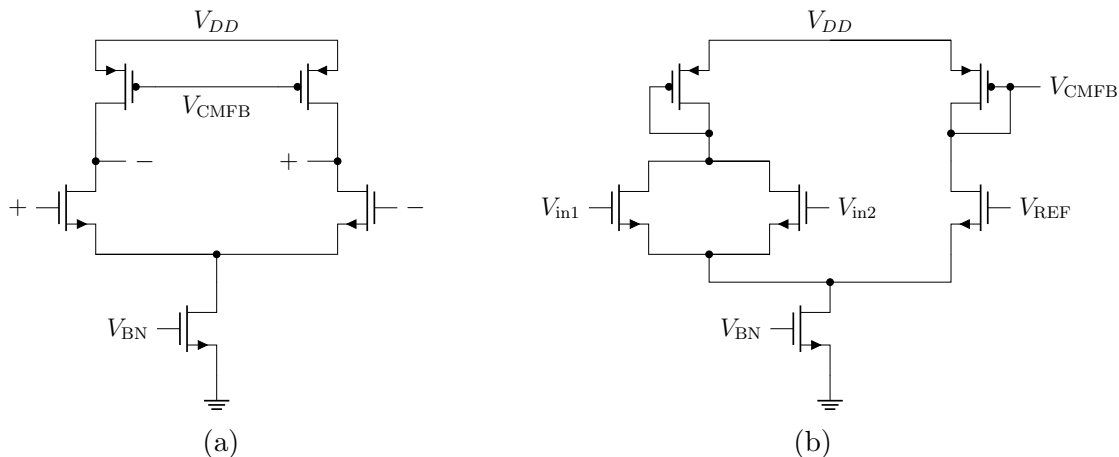 V_DD
V_CMFB
− +
+ −
V_BN
(a)
V_DD
V_CMFB
V_in1 V_in2 V_REF
V_BN
(b)